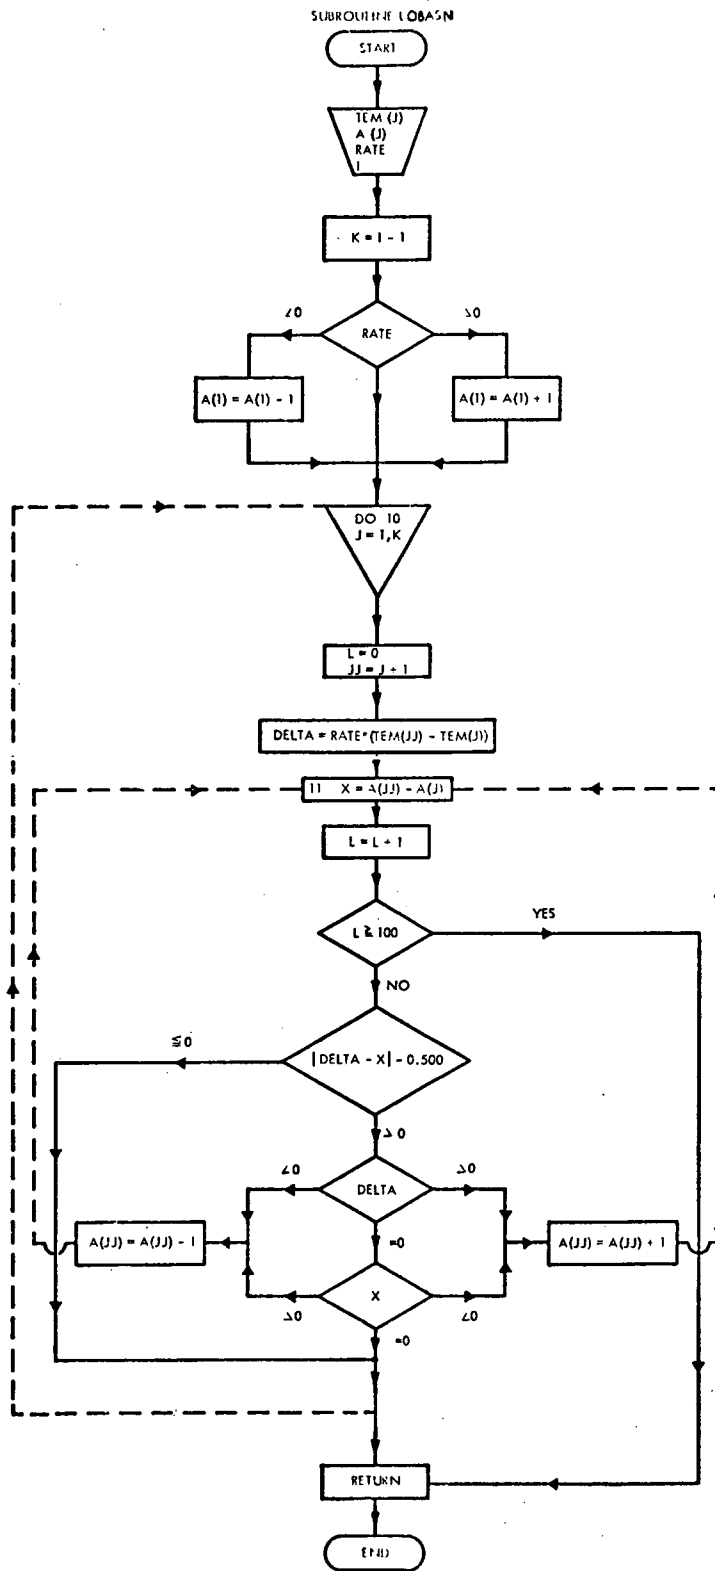 SUBROUTINE LOBASN
START
TEM (J)
A (J)
RATE
I
K = I - 1
<0
>0
RATE
A(1) = A(1) - 1
A(1) = A(1) + 1
DO 10
J = 1,K
L = 0
JJ = J + 1
DELTA = RATE*(TEM(JJ) - TEM(J))
11 X = A(JJ) - A(J)
L = L + 1
L ≧ 100
YES
NO
≦0
|DELTA - X| - 0.500
> 0
<0
>0
DELTA
A(JJ) = A(JJ) - 1
=0
A(JJ) = A(JJ) + 1
X
>0
<0
=0
RETURN
END